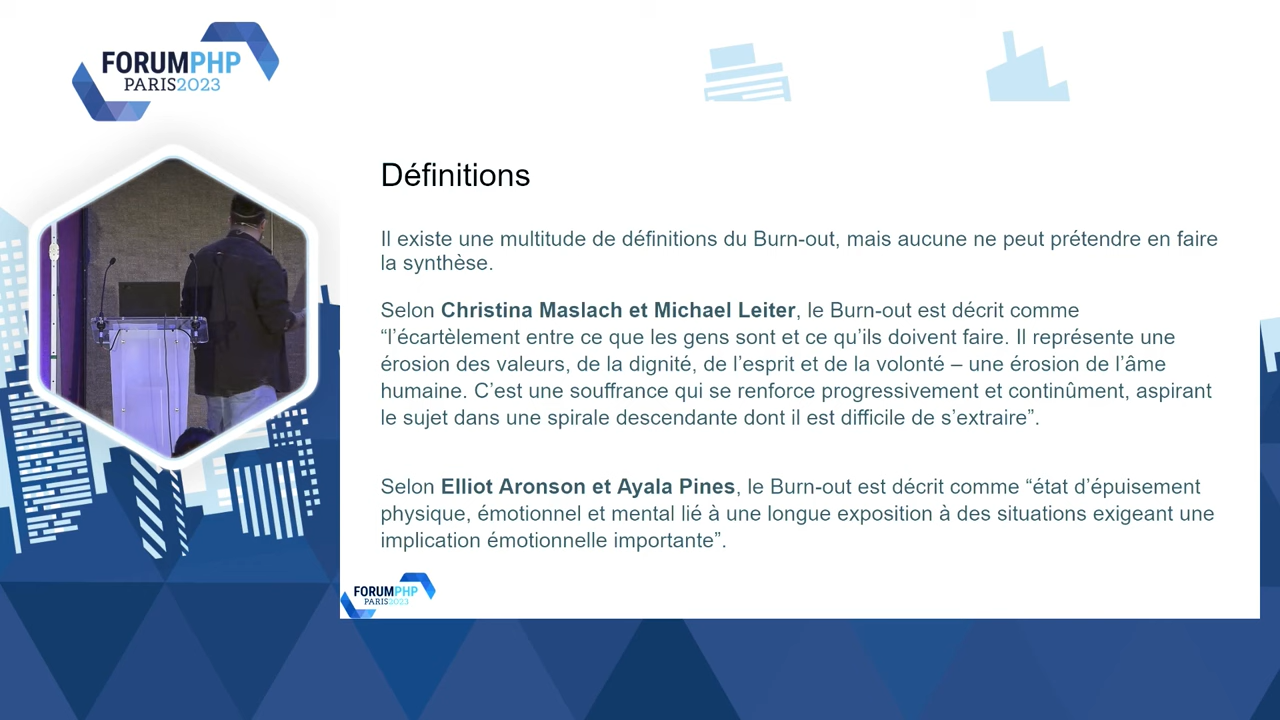 FORUMPHP
PARIS2023
Définitions
Il existe une multitude de définitions du Burn-out, mais aucune ne peut prétendre en faire
la synthèse.
Selon Christina Maslach et Michael Leiter, le Burn-out est décrit comme
“l’écartèlement entre ce que les gens sont et ce qu’ils doivent faire. Il représente une
érosion des valeurs, de la dignité, de l’esprit et de la volonté – une érosion de l’âme
humaine. C’est une souffrance qui se renforce progressivement et continûment, aspirant
le sujet dans une spirale descendante dont il est difficile de s’extraire”.
Selon Elliot Aronson et Ayala Pines, le Burn-out est décrit comme “état d’épuisement
physique, émotionnel et mental lié à une longue exposition à des situations exigeant une
implication émotionnelle importante”.
FORUMPHP
PARIS2023